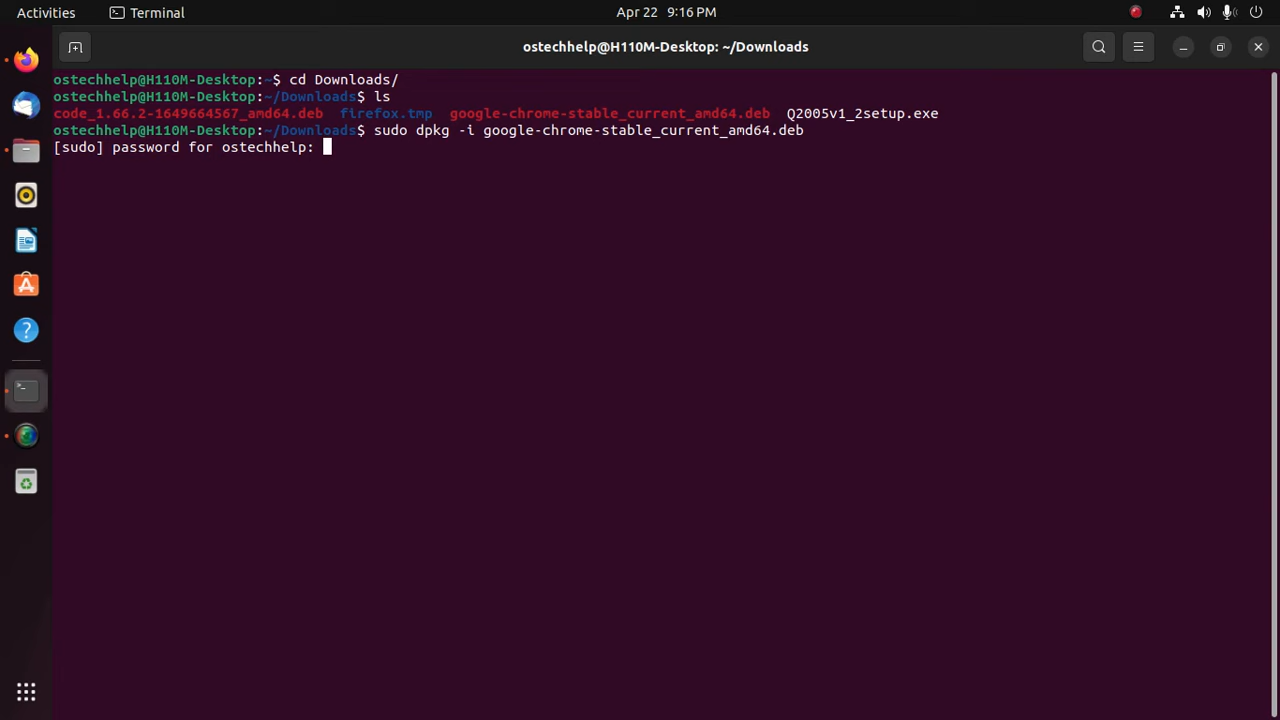 Activities Terminal Apr 22 9:16 PM
ostechhelp@H110M-Desktop: ~/Downloads
ostechhelp@H110M-Desktop:~$ cd Downloads/
ostechhelp@H110M-Desktop:~/Downloads$ ls
code_1.66.2-1649664567_amd64.deb firefox.tmp google-chrome-stable_current_amd64.deb Q2005v1_2setup.exe
ostechhelp@H110M-Desktop:~/Downloads$ sudo dpkg -i google-chrome-stable_current_amd64.deb
[sudo] password for ostechhelp: